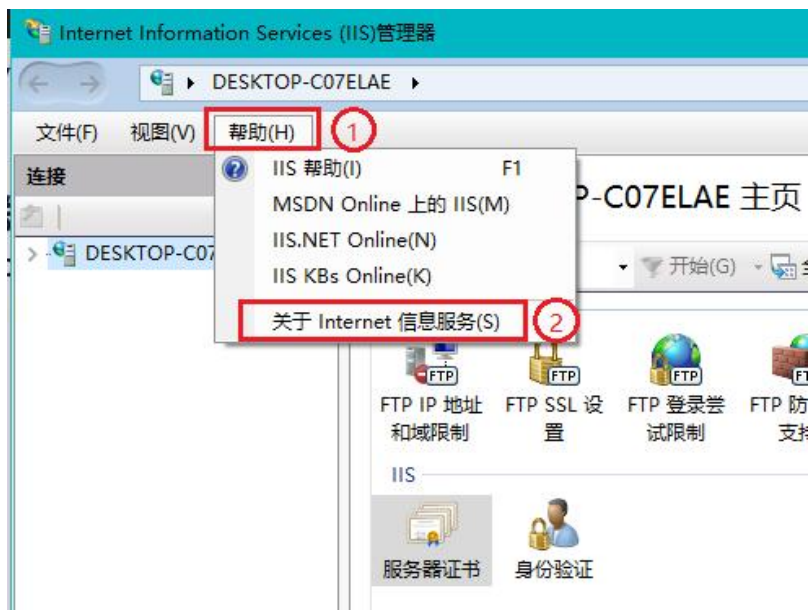 Internet Information Services (IIS)管理器
DESKTOP-C07ELAE
文件(F) 视图(V) 帮助(H) 1
连接
IIS 帮助(I) F1
MSDN Online 上的 IIS(M)
IIS.NET Online(N)
IIS KBs Online(K)
关于 Internet 信息服务(S) 2
DESKTOP-C07
P-C07ELAE 主页
开始(G)
FTP FTP FTP
FTP IP 地址和域限制
FTP SSL 设置
FTP 登录尝试限制
FTP 防
IIS
服务器证书
身份验证